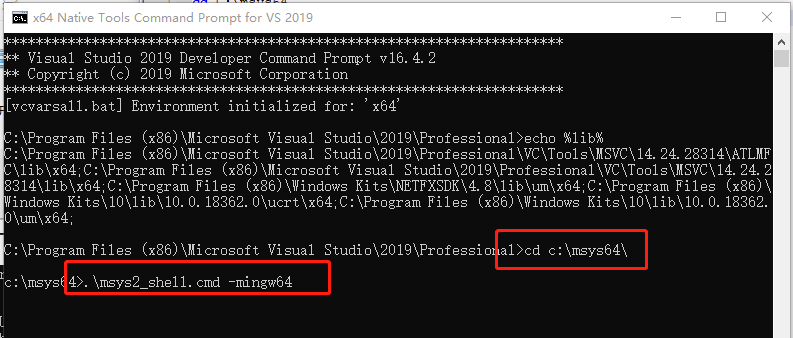 x64 Native Tools Command Prompt for VS 2019
**********************************************************************
** Visual Studio 2019 Developer Command Prompt v16.4.2
** Copyright (c) 2019 Microsoft Corporation
**********************************************************************
[vcvarsall.bat] Environment initialized for: 'x64'
C:\Program Files (x86)\Microsoft Visual Studio\2019\Professional>echo %lib%
C:\Program Files (x86)\Microsoft Visual Studio\2019\Professional\VC\Tools\MSVC\14.24.28314\ATLMF
C\lib\x64;C:\Program Files (x86)\Microsoft Visual Studio\2019\Professional\VC\Tools\MSVC\14.24.2
8314\lib\x64;C:\Program Files (x86)\Windows Kits\NETFXSDK\4.8\lib\um\x64;C:\Program Files (x86)\
Windows Kits\10\lib\10.0.18362.0\ucrt\x64;C:\Program Files (x86)\Windows Kits\10\lib\10.0.18362.
0\um\x64;
C:\Program Files (x86)\Microsoft Visual Studio\2019\Professional>cd c:\msys64\
c:\msys64>.\msys2_shell.cmd -mingw64